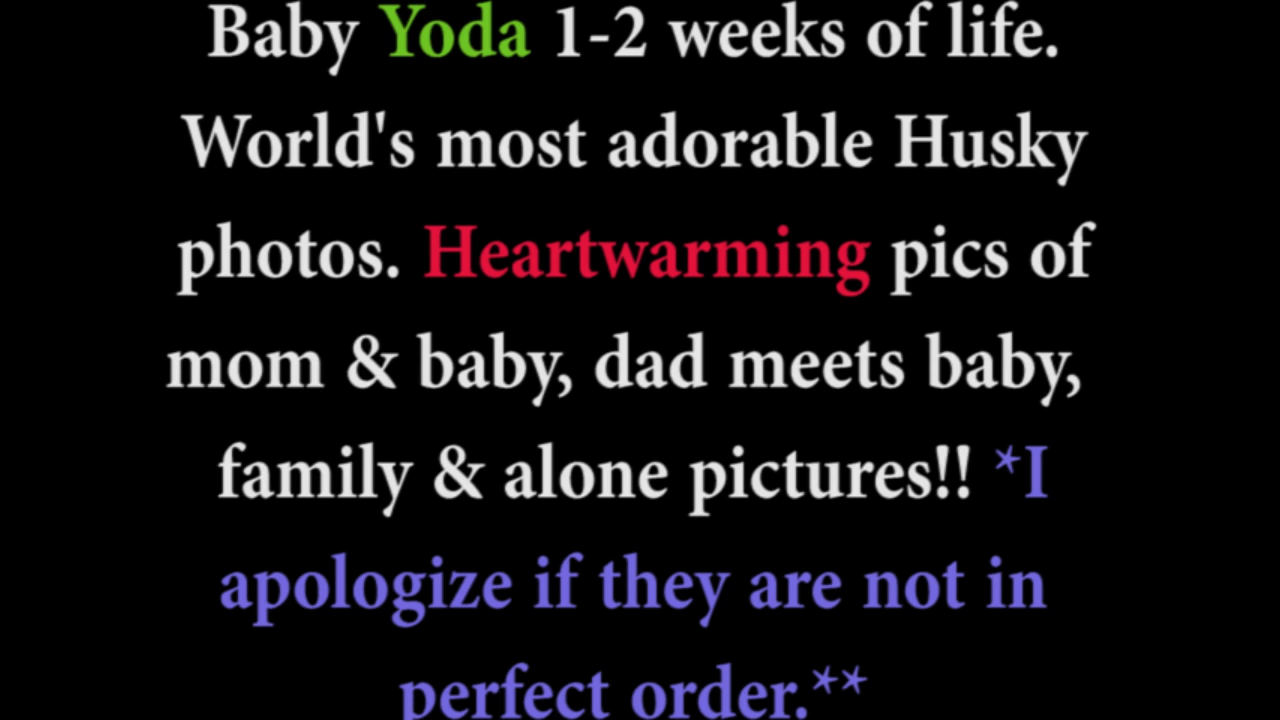 Baby Yoda 1-2 weeks of life.
World's most adorable Husky
photos. Heartwarming pics of
mom & baby, dad meets baby,
family & alone pictures!! *I
apologize if they are not in
perfect order.**